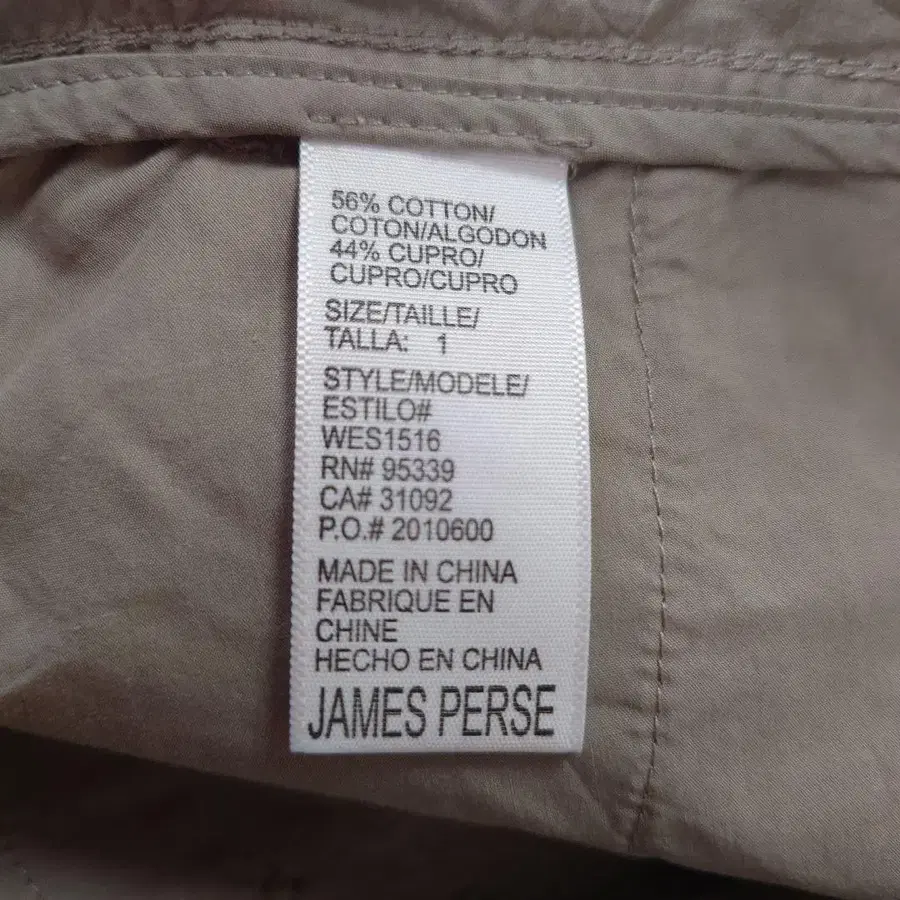 56% COTTON/
COTON/ALGODON
44% CUPRO/
CUPRO/CUPRO
SIZE/TAILLE/
TALLA: 1
STYLE/MODELE/
ESTILO#
WES1516
RN# 95339
CA# 31092
P.O.# 2010600
MADE IN CHINA
FABRIQUE EN
CHINE
HECHO EN CHINA
JAMES PERSE